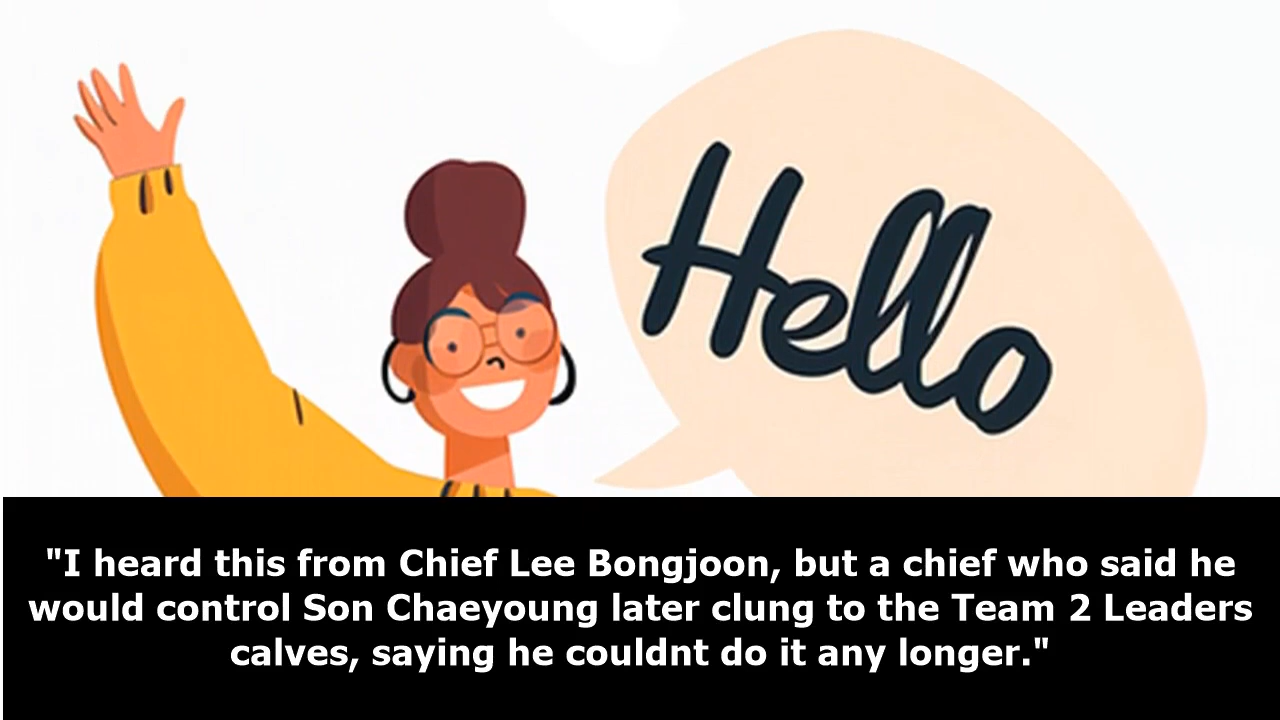 Hello
"I heard this from Chief Lee Bongjoon, but a chief who said he
would control Son Chaeyoung later clung to the Team 2 Leaders
calves, saying he couldnt do it any longer."